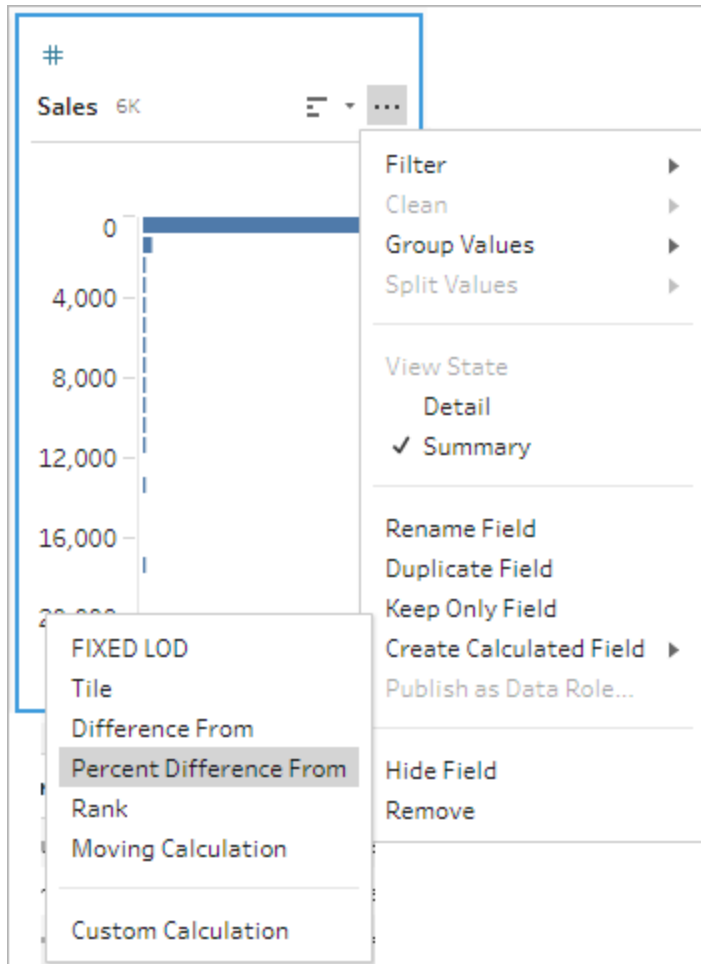 #
Sales 6K
Filter
Clean
0
Group Values
Split Values
4,000
View State
8,000
Detail
12,000
✓ Summary
Rename Field
16,000
Duplicate Field
Keep Only Field
FIXED LOD
Create Calculated Field
Tile
Publish as Data Role...
Difference From
Percent Difference From
Hide Field
Rank
Remove
Moving Calculation
Custom Calculation